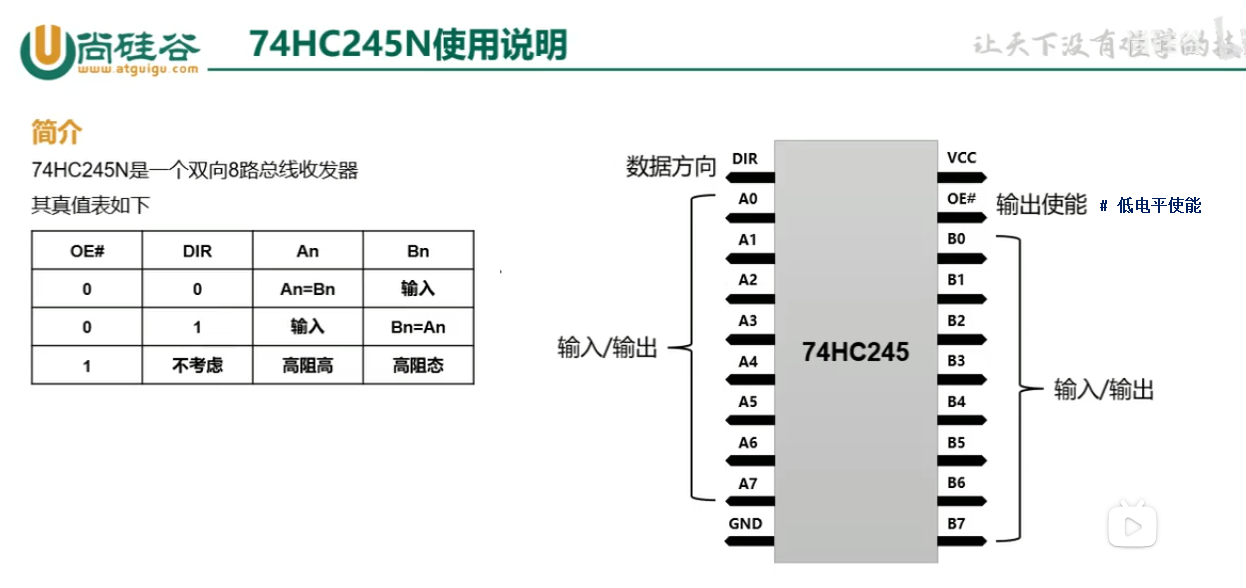 尚硅谷
www.atguigu.com
74HC245N使用说明
让天下没有难学的技
简介
74HC245N是一个双向8路总线收发器
其真值表如下
OE# DIR An Bn
0 0 An=Bn 输入
0 1 输入 Bn=An
1 不考虑 高阻高 高阻态
数据方向 DIR VCC
A0 OE# 输出使能 # 低电平使能
A1 B0
A2 B1
A3 B2
输入/输出
A4 B3
74HC245
输入/输出
A5 B4
A6 B5
A7 B6
GND B7